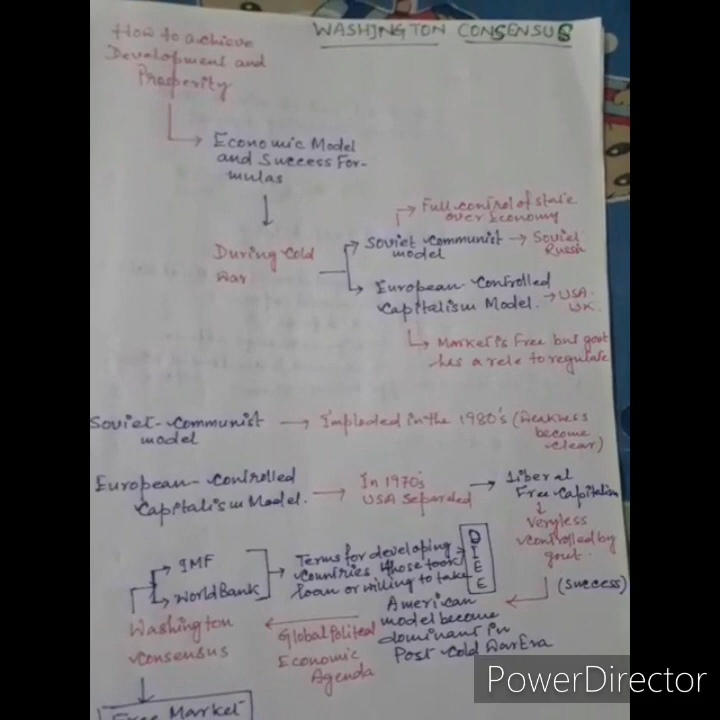 WASHINGTON CONSENSUS
How to achieve
Development and
Prosperity
Economic Model
and Success For-
mulas
During Cold
War
Full control of state
over Economy
Soviet Communist
model
Soviet
Russia
European Controlled
Capitalism Model.
USA.
UK.
Market is Free but govt
has a role to regulate
Soviet-Communist
model
Imploded in the 1980's (Weakness
become
clear)
European-Controlled
Capitalism Model.
In 1970's
USA Separated
Liberal
Free Capitalism
Very less
controlled by
govt.
(Success)
American
model become
dominant in
Post Cold War Era
Global Political
Economic
Agenda
Washington
Consensus
IMF
World Bank
Terms for developing
countries those took
loan or willing to take
Free Market
PowerDirector